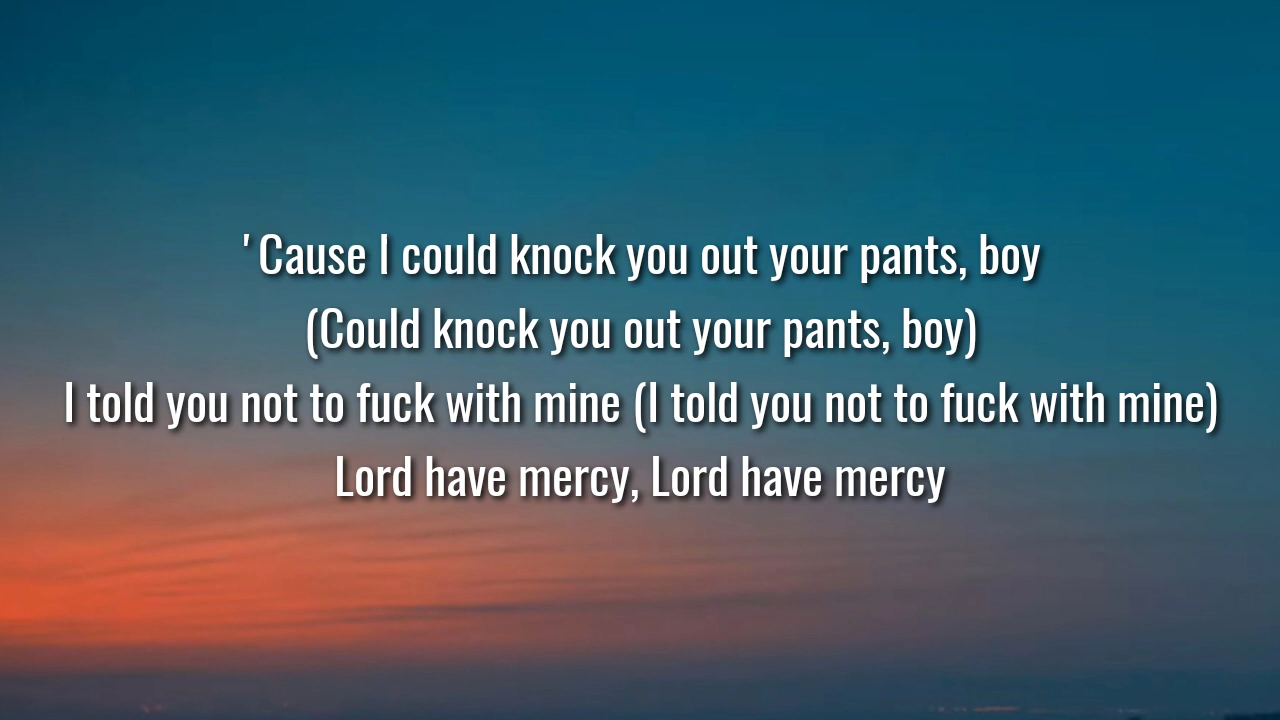 'Cause I could knock you out your pants, boy
(Could knock you out your pants, boy)
I told you not to fuck with mine (I told you not to fuck with mine)
Lord have mercy, Lord have mercy